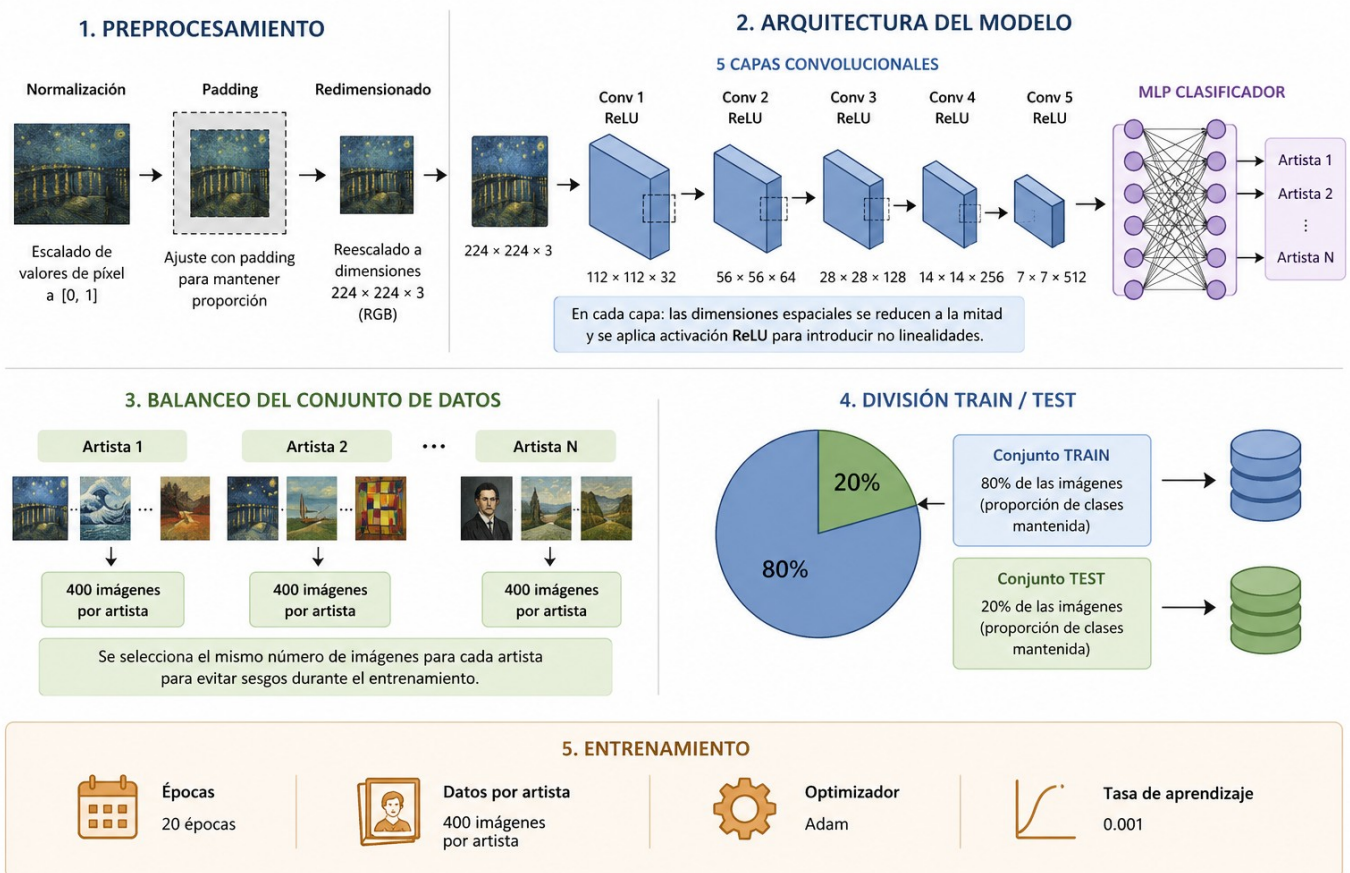 1. PREPROCESAMIENTO
Normalización
Padding
Redimensionado
Escalado de
valores de píxel
a [0, 1]
Ajuste con padding
para mantener
proporción
Reescalado a
dimensiones
224 × 224 × 3
(RGB)
2. ARQUITECTURA DEL MODELO
5 CAPAS CONVOLUCIONALES
224 × 224 × 3
Conv 1
ReLU
112 × 112 × 32
Conv 2
ReLU
56 × 56 × 64
Conv 3
ReLU
28 × 28 × 128
Conv 4
ReLU
14 × 14 × 256
Conv 5
ReLU
7 × 7 × 512
MLP CLASIFICADOR
Artista 1
Artista 2
⋮
Artista N
En cada capa: las dimensiones espaciales se reducen a la mitad
y se aplica activación ReLU para introducir no linealidades.
3. BALANCEO DEL CONJUNTO DE DATOS
Artista 1
Artista 2
...
Artista N
400 imágenes
por artista
400 imágenes
por artista
400 imágenes
por artista
Se selecciona el mismo número de imágenes para cada artista
para evitar sesgos durante el entrenamiento.
4. DIVISIÓN TRAIN / TEST
20%
80%
Conjunto TRAIN
80% de las imágenes
(proporción de clases
mantenida)
Conjunto TEST
20% de las imágenes
(proporción de clases
mantenida)
5. ENTRENAMIENTO
Épocas
20 épocas
Datos por artista
400 imágenes
por artista
Optimizador
Adam
Tasa de aprendizaje
0.001